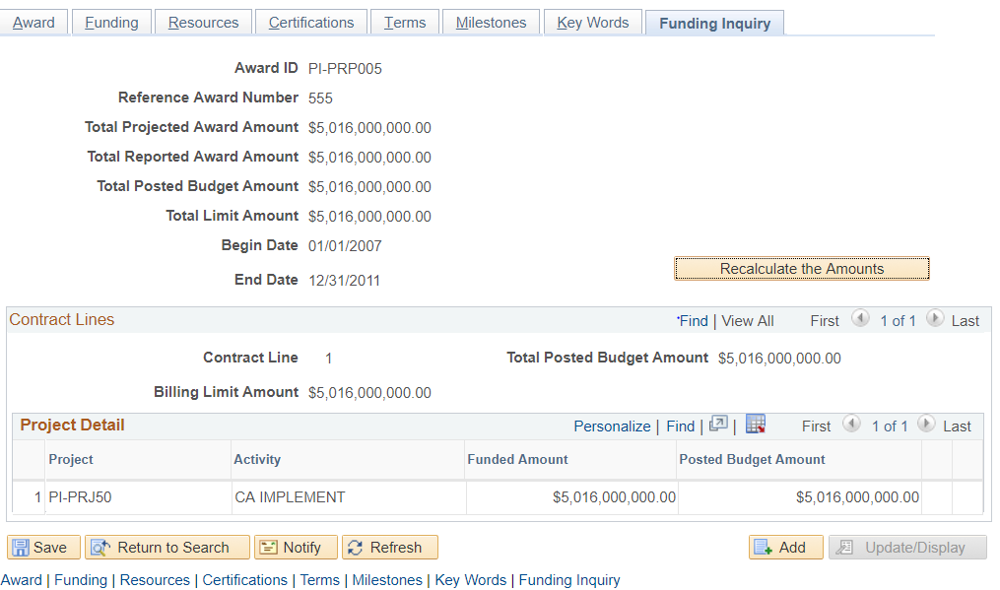 Award Funding Resources Certifications Terms Milestones Key Words Funding Inquiry
Award ID PI-PRP005
Reference Award Number 555
Total Projected Award Amount $5,016,000,000.00
Total Reported Award Amount $5,016,000,000.00
Total Posted Budget Amount $5,016,000,000.00
Total Limit Amount $5,016,000,000.00
Begin Date 01/01/2007
End Date 12/31/2011
Recalculate the Amounts
Contract Lines Find | View All First 1 of 1 Last
Contract Line 1 Total Posted Budget Amount $5,016,000,000.00
Billing Limit Amount $5,016,000,000.00
Project Detail Personalize | Find | | First 1 of 1 Last
Project Activity Funded Amount Posted Budget Amount
1 PI-PRJ50 CA IMPLEMENT $5,016,000,000.00 $5,016,000,000.00
Save Return to Search Notify Refresh Add Update/Display
Award | Funding | Resources | Certifications | Terms | Milestones | Key Words | Funding Inquiry